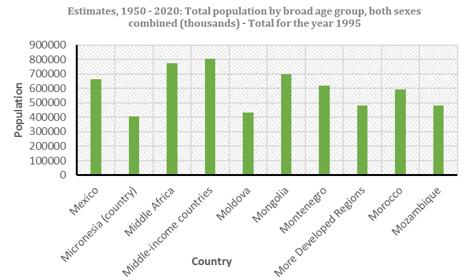 Estimates, 1950 - 2020: Total population by broad age group, both sexes
combined (thousands) - Total for the year 1995
900000
800000
700000
600000
500000
400000
300000
200000
100000
0
Population
Mexico
Micronesia (country)
Middle Africa
Middle-income countries
Moldova
Mongolia
Montenegro
More Developed Regions
Morocco
Mozambique
Country